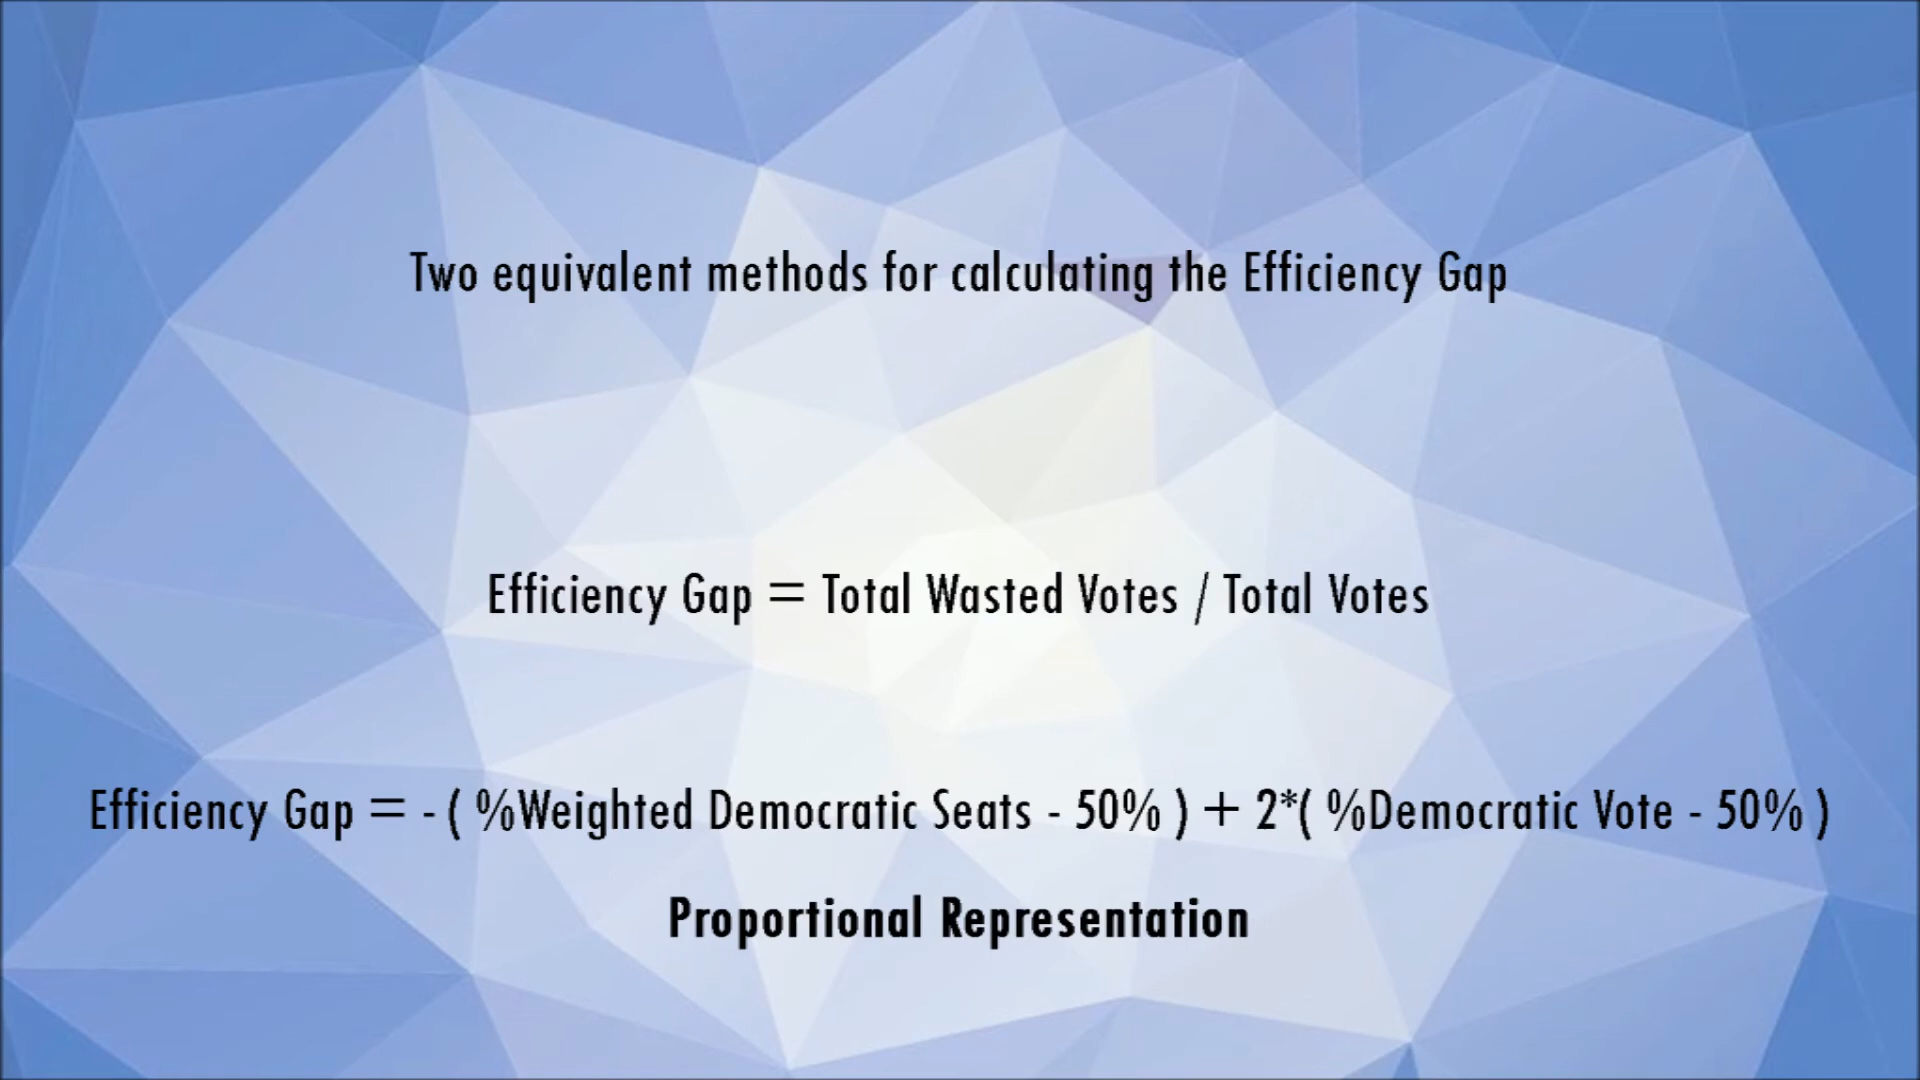 Two equivalent methods for calculating the Efficiency Gap
Efficiency Gap = Total Wasted Votes / Total Votes
Efficiency Gap = - ( %Weighted Democratic Seats - 50% ) + 2*( %Democratic Vote - 50% )
Proportional Representation